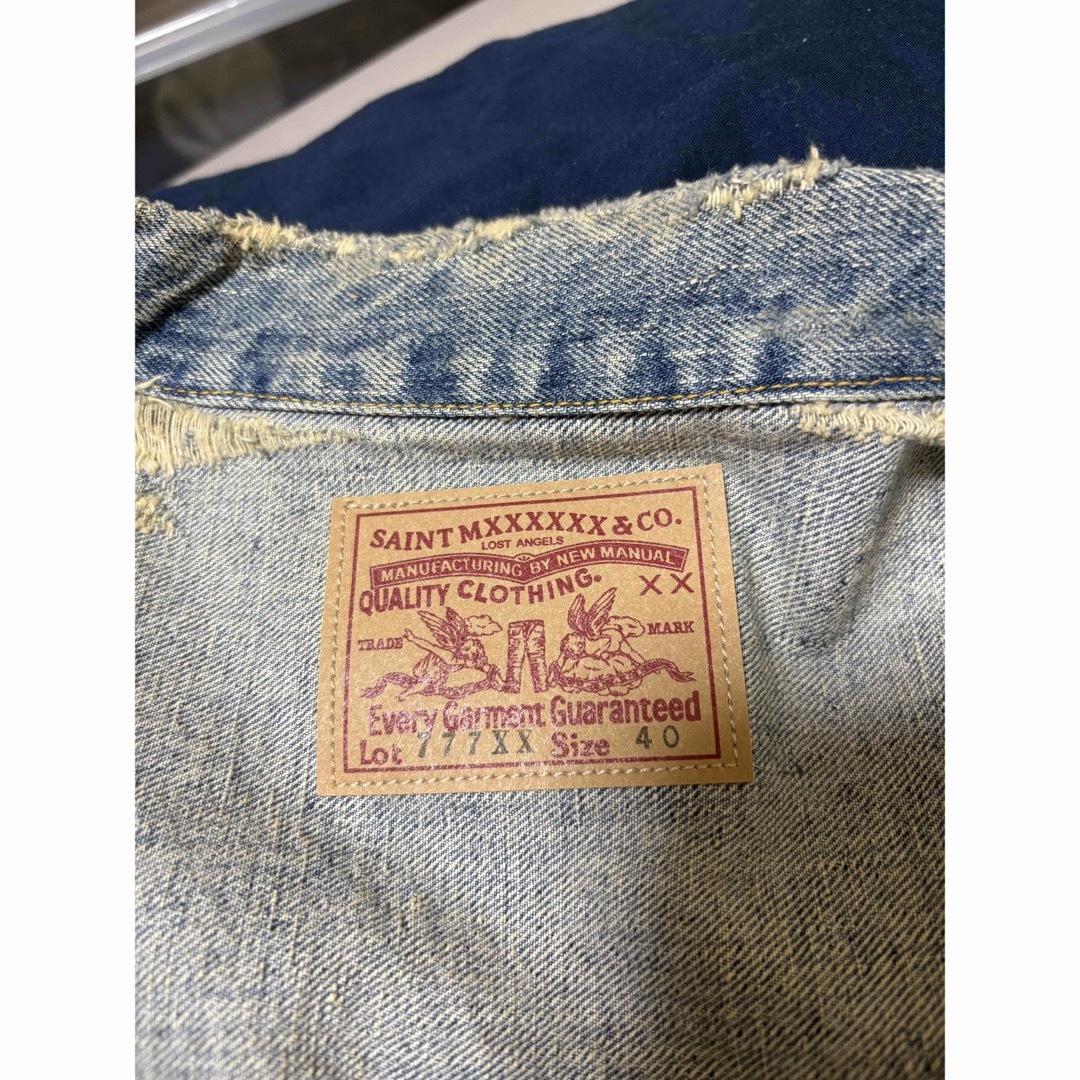 SAINT MXXXXXX & CO.
LOST ANGELS
MANUFACTURING BY NEW MANUAL
QUALITY CLOTHING. XX
TRADE MARK
Every Garment Guaranteed
Lot 777XX Size 40